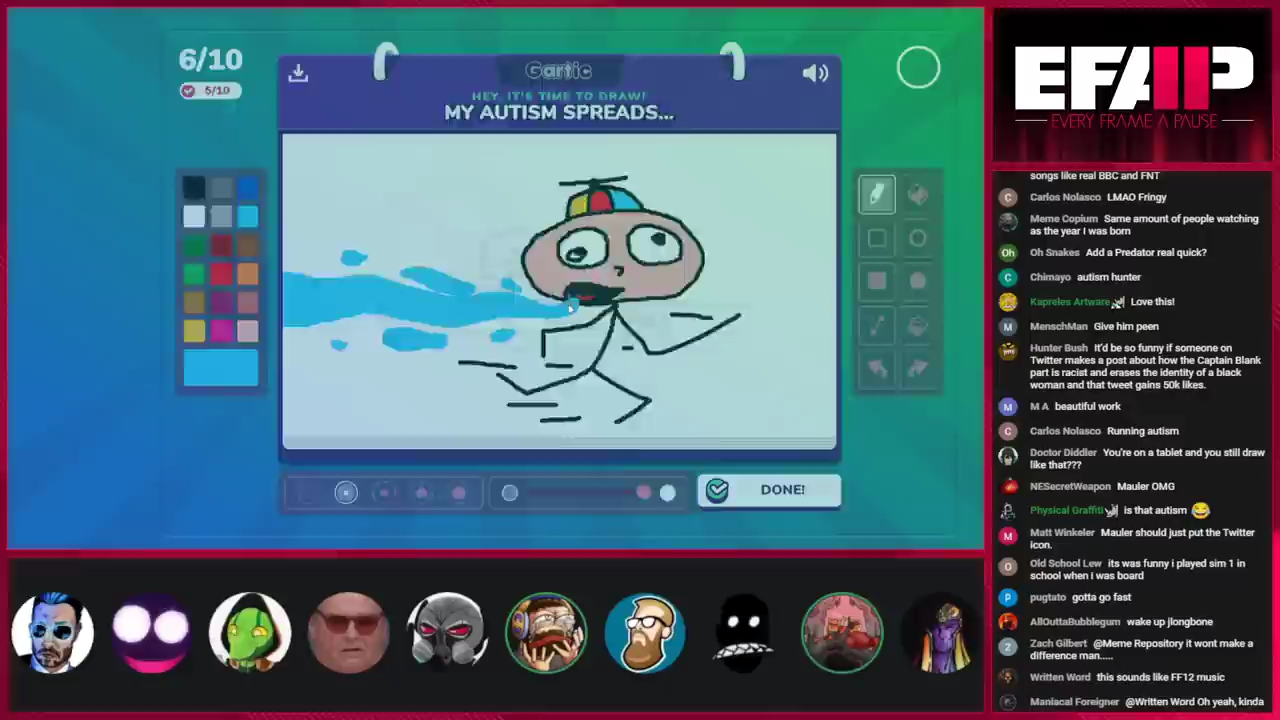 6/10
5/10
Gartic
HEY, IT'S TIME TO DRAW!
MY AUTISM SPREADS...
DONE!
EFAP
EVERY FRAME A PAUSE
songs like real BBC and FNT
Carlos Nolasco LMAO Fringy
Meme Copium Same amount of people watching
as the year I was born
Oh
Oh Snakes Add a Predator real quick?
C
Chimayo autism hunter
Kapreles Artware Love this!
M
MenschMan Give him peen
Hunter Bush It'd be so funny if someone on
Twitter makes a post about how the Captain Blank
part is racist and erases the identity of a black
woman and that tweet gains 50k likes.
M
M A beautiful work
C
Carlos Nolasco Running autism
Doctor Diddler You're on a tablet and you still draw
like that???
NESecretWeapon Mauler OMG
Physical Graffiti is that autism 😂
M
Matt Winkeler Mauler should just put the Twitter
icon.
O
Old School Lew its was funny i played sim 1 in
school when i was board
P
pugtato gotta go fast
AllOuttaBubblegum wake up jlongbone
Z
Zach Gilbert @Meme Repository it wont make a
difference man.....
Written Word this sounds like FF12 music
Maniacal Foreigner @Written Word Oh yeah, kinda